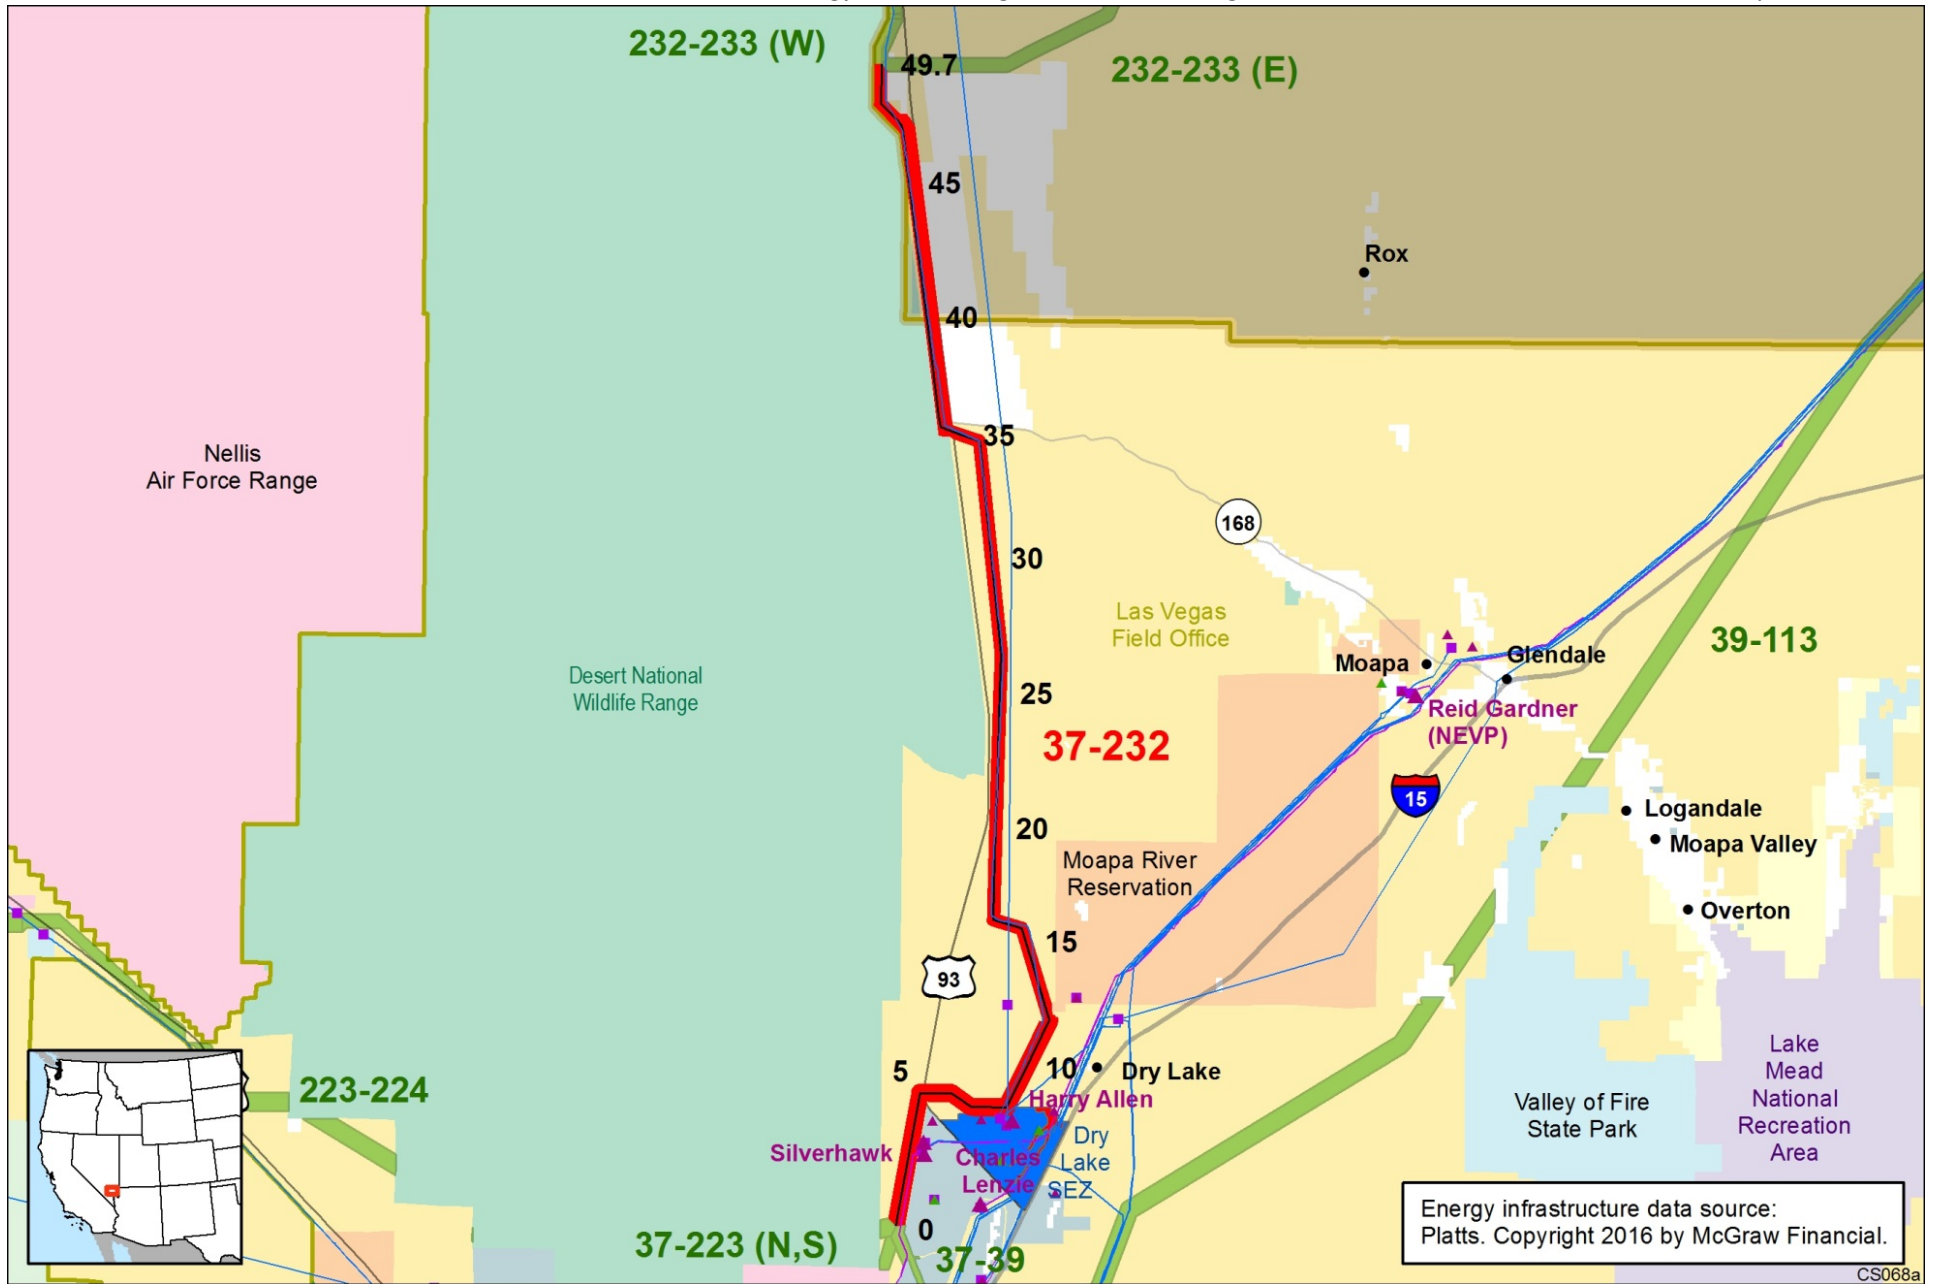 232-233 (W)
49.7
232-233 (E)
45
Rox
40
35
Nellis
Air Force Range
168
30
Las Vegas
Field Office
39-113
Moapa
Glendale
Desert National
Wildlife Range
25
Reid Gardner
(NEVP)
37-232
15
20
Logandale
Moapa Valley
Moapa River
Reservation
Overton
15
93
5
10
Dry Lake
223-224
Harry Allen
Lake
Mead
National
Recreation
Area
Valley of Fire
State Park
Silverhawk
Charles
Lenzie
Dry
Lake
SEZ
0
37-223 (N,S)
37-39
Energy infrastructure data source:
Platts. Copyright 2016 by McGraw Financial.
CS068a